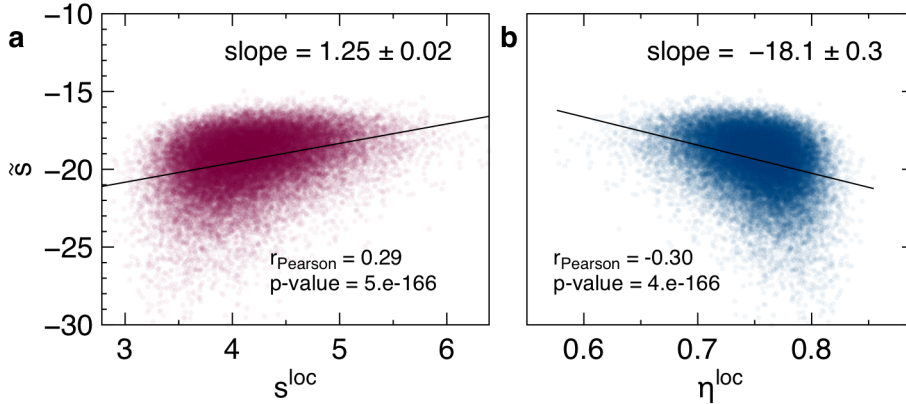 a
slope = 1.25 ± 0.02
r_Pearson = 0.29
p-value = 5.e-166
−10
−15
−20
−25
−30
s̃
3
4
5
6
s^loc
b
slope = −18.1 ± 0.3
r_Pearson = -0.30
p-value = 4.e-166
0.6
0.7
0.8
η^loc